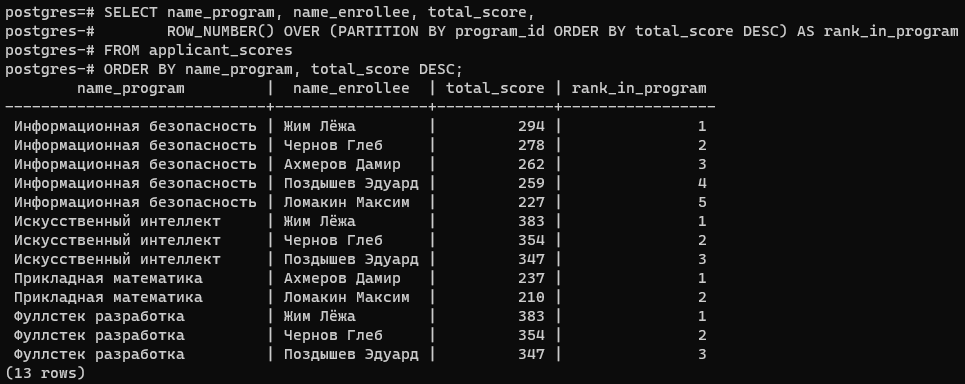 postgres=# SELECT name_program, name_enrollee, total_score,
postgres-#        ROW_NUMBER() OVER (PARTITION BY program_id ORDER BY total_score DESC) AS rank_in_program
postgres-# FROM applicant_scores
postgres-# ORDER BY name_program, total_score DESC;
        name_program         |  name_enrollee  | total_score | rank_in_program
-----------------------------+-----------------+-------------+-----------------
 Информационная безопасность | Жим Лёжа        |         294 |               1
 Информационная безопасность | Чернов Глеб     |         278 |               2
 Информационная безопасность | Ахмеров Дамир   |         262 |               3
 Информационная безопасность | Поздышев Эдуард |         259 |               4
 Информационная безопасность | Ломакин Максим  |         227 |               5
 Искусственный интеллект     | Жим Лёжа        |         383 |               1
 Искусственный интеллект     | Чернов Глеб     |         354 |               2
 Искусственный интеллект     | Поздышев Эдуард |         347 |               3
 Прикладная математика       | Ахмеров Дамир   |         237 |               1
 Прикладная математика       | Ломакин Максим  |         210 |               2
 Фуллстек разработка         | Жим Лёжа        |         383 |               1
 Фуллстек разработка         | Чернов Глеб     |         354 |               2
 Фуллстек разработка         | Поздышев Эдуард |         347 |               3
(13 rows)